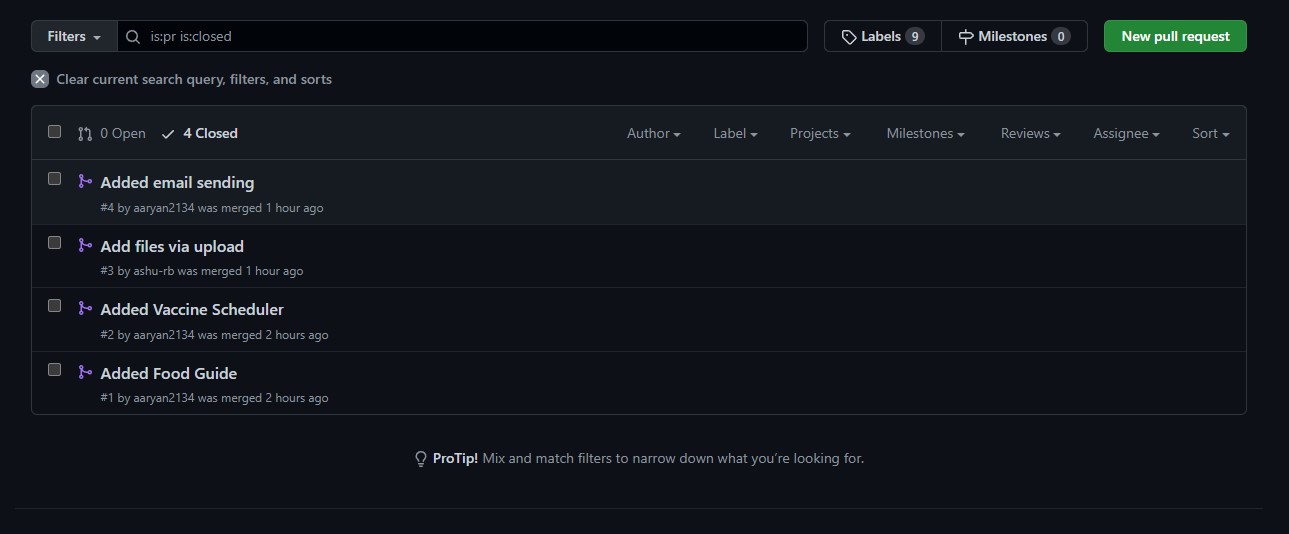 Filters is:pr is:closed Labels 9 Milestones 0 New pull request
Clear current search query, filters, and sorts
0 Open 4 Closed Author Label Projects Milestones Reviews Assignee Sort
Added email sending
#4 by aaryan2134 was merged 1 hour ago
Add files via upload
#3 by ashu-rb was merged 1 hour ago
Added Vaccine Scheduler
#2 by aaryan2134 was merged 2 hours ago
Added Food Guide
#1 by aaryan2134 was merged 2 hours ago
ProTip! Mix and match filters to narrow down what you’re looking for.